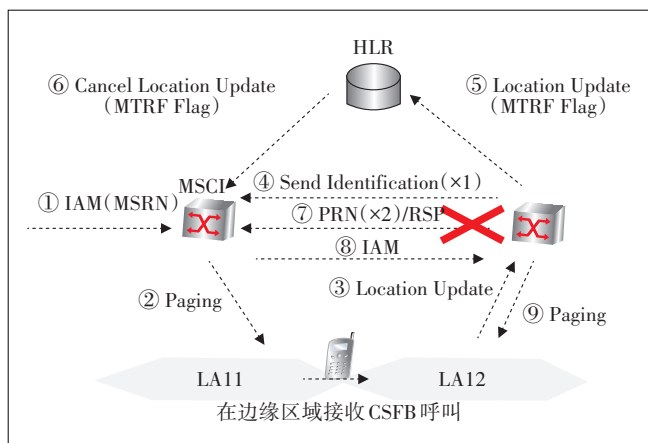 HLR
⑥ Cancel Location Update
(MTRF Flag)
⑤ Location Update
(MTRF Flag)
MSCI
① IAM(MSRN)
④ Send Identification(×1)
⑦ PRN(×2)/RSP
⑧ IAM
② Paging
③ Location Update
⑨ Paging
LA11
LA12
在边缘区域接收CSFB呼叫